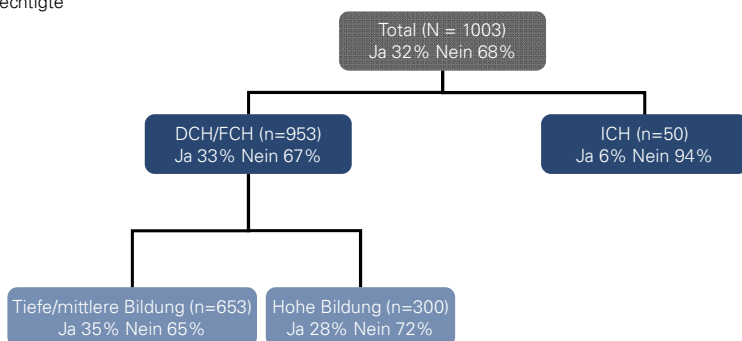 Total (N = 1003)
Ja 32% Nein 68%
DCH/FCH (n=953)
Ja 33% Nein 67%
ICH (n=50)
Ja 6% Nein 94%
Tiefe/mittlere Bildung (n=653)
Ja 35% Nein 65%
Hohe Bildung (n=300)
Ja 28% Nein 72%